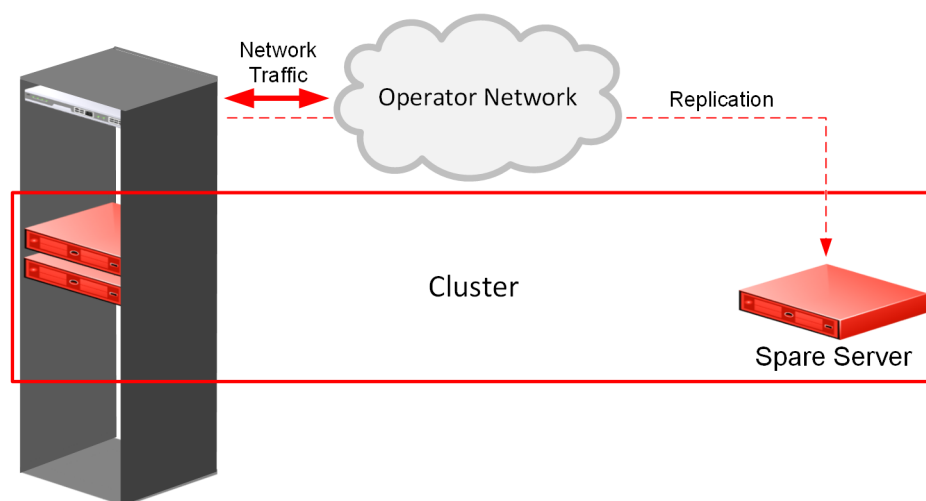 Network
Traffic
Operator Network
Replication
Cluster
Spare Server